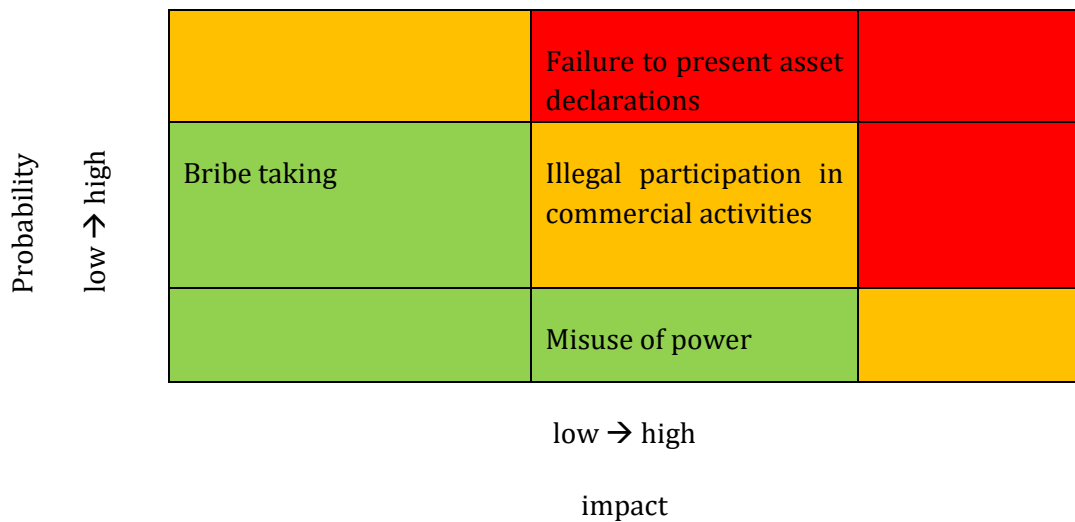 Failure to present asset
declarations
Probability
low → high
Bribe taking
Illegal participation in
commercial activities
Misuse of power
low → high
impact